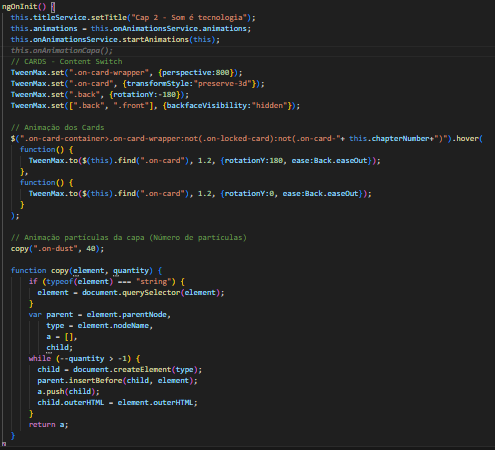 ngOnInit() {
this.titleService.setTitle("Cap 2 - Som é tecnologia");
this.animations = this.onAnimationsService.animations;
this.onAnimationsService.startAnimations(this);
this.onAnimationCapa();
// CARDS - Content Switch
TweenMax.set(".on-card-wrapper", {perspective:800});
TweenMax.set(".on-card", {transformStyle:"preserve-3d"});
TweenMax.set(".back", {rotationY:-180});
TweenMax.set([".back", ".front"], {backfaceVisibility:"hidden"});
// Animação dos Cards
$(".on-card-container>.on-card-wrapper:not(.on-locked-card):not(.on-card-"+ this.chapterNumber+")").hover(
function() {
TweenMax.to($(this).find(".on-card"), 1.2, {rotationY:180, ease:Back.easeOut});
},
function() {
TweenMax.to($(this).find(".on-card"), 1.2, {rotationY:0, ease:Back.easeOut});
}
);
// Animação partículas da capa (Número de partículas)
copy(".on-dust", 40);
function copy(element, quantity) {
if (typeof(element) === "string") {
element = document.querySelector(element);
}
var parent = element.parentNode,
type = element.nodeName,
a = [],
child;
while (--quantity > -1) {
child = document.createElement(type);
parent.insertBefore(child, element);
a.push(child);
child.outerHTML = element.outerHTML;
}
return a;
}